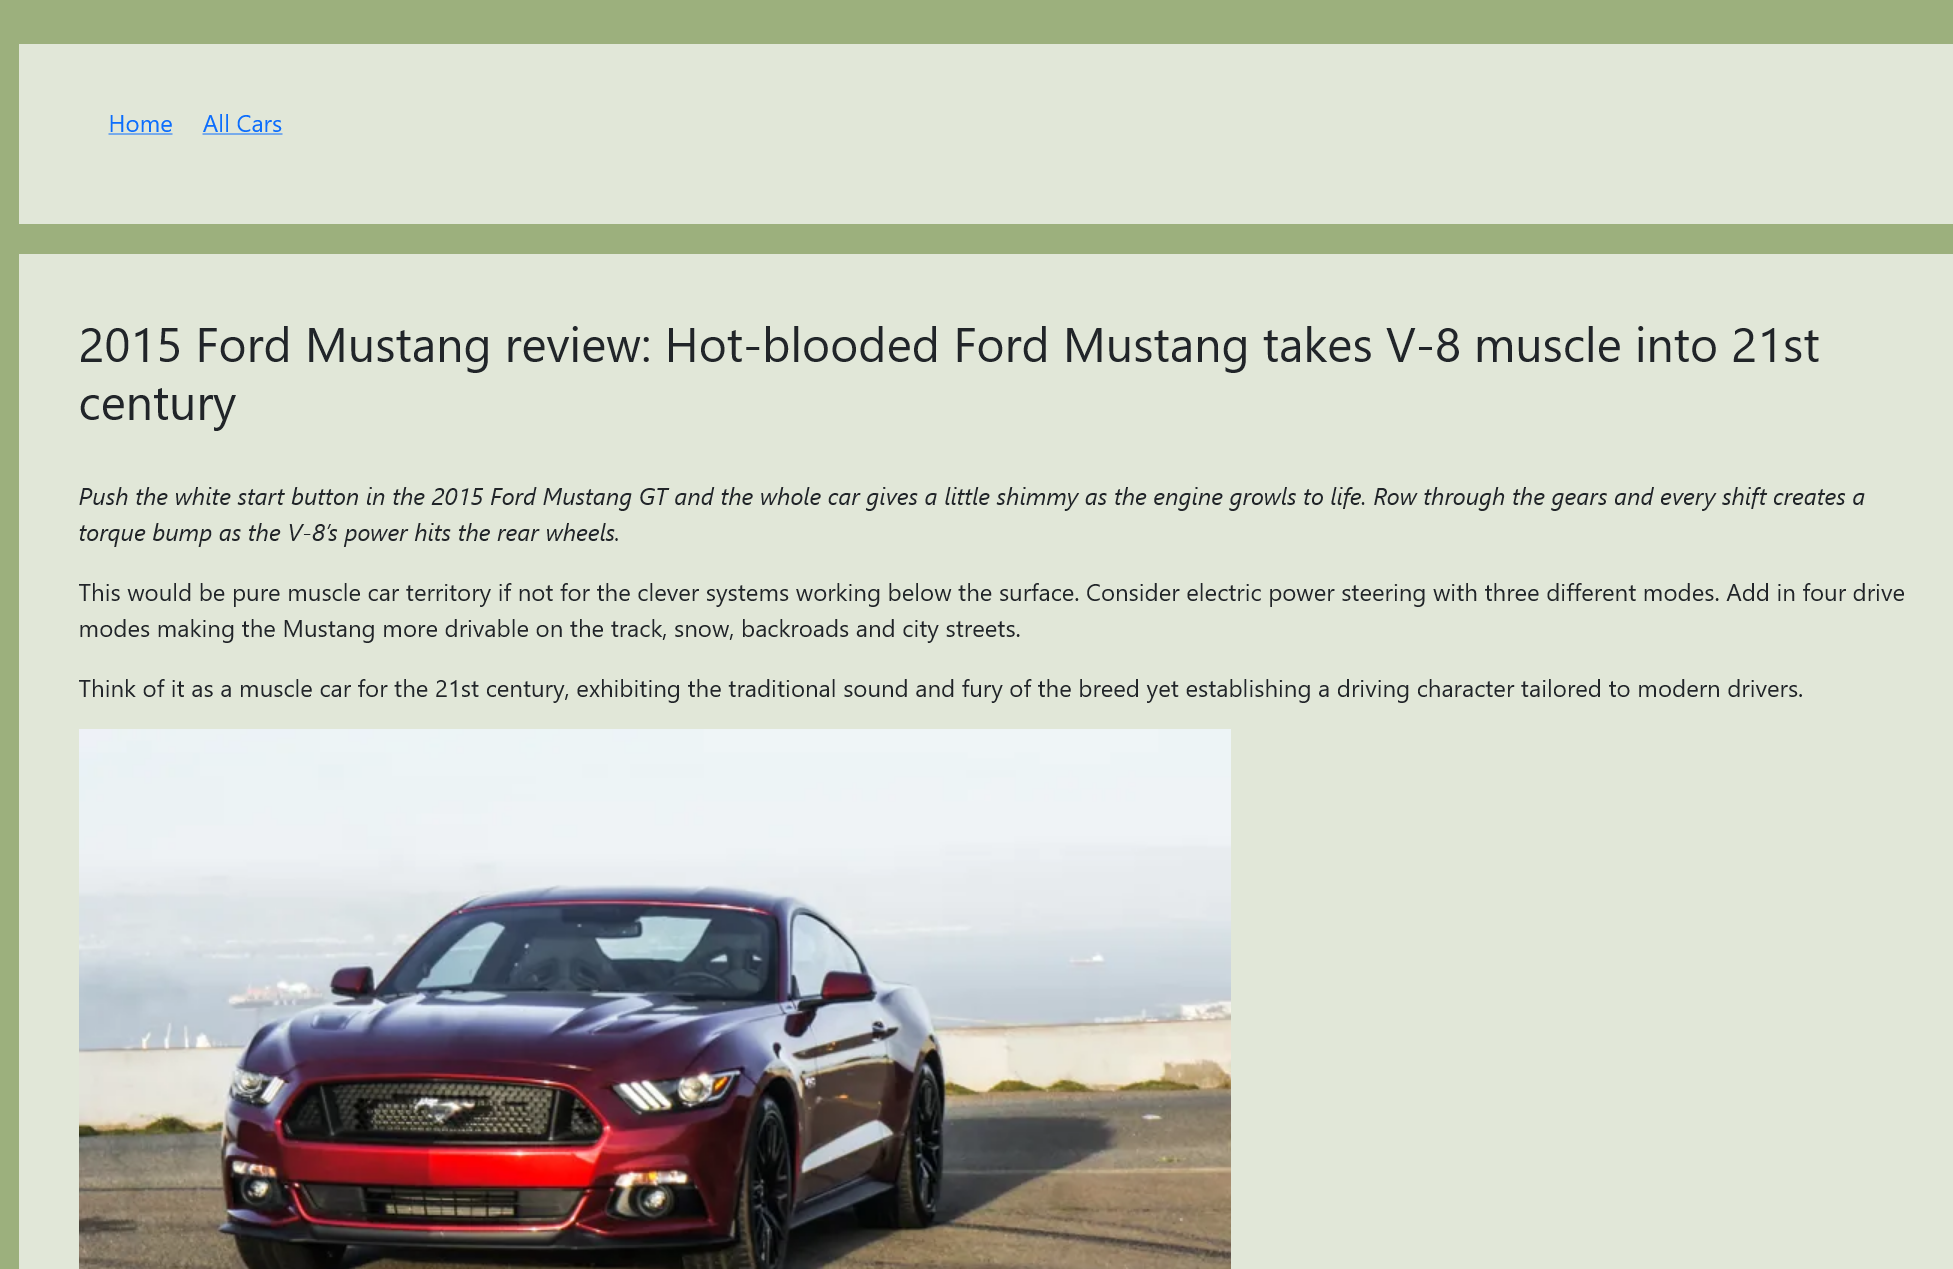 Home All Cars
2015 Ford Mustang review: Hot-blooded Ford Mustang takes V-8 muscle into 21st
century
Push the white start button in the 2015 Ford Mustang GT and the whole car gives a little shimmy as the engine growls to life. Row through the gears and every shift creates a
torque bump as the V-8’s power hits the rear wheels.
This would be pure muscle car territory if not for the clever systems working below the surface. Consider electric power steering with three different modes. Add in four drive
modes making the Mustang more drivable on the track, snow, backroads and city streets.
Think of it as a muscle car for the 21st century, exhibiting the traditional sound and fury of the breed yet establishing a driving character tailored to modern drivers.